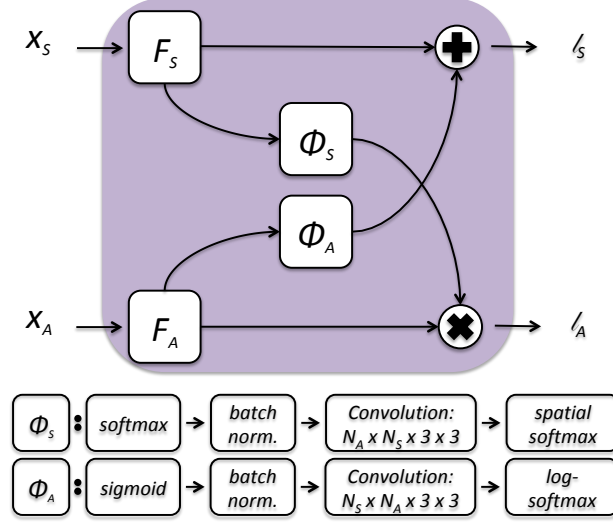 x_S F_S ℓ_S
Φ_S
Φ_A
x_A F_A ℓ_A
Φ_S : softmax batch norm. Convolution: N_A x N_S x 3 x 3 spatial softmax
Φ_A : sigmoid batch norm. Convolution: N_S x N_A x 3 x 3 log-softmax